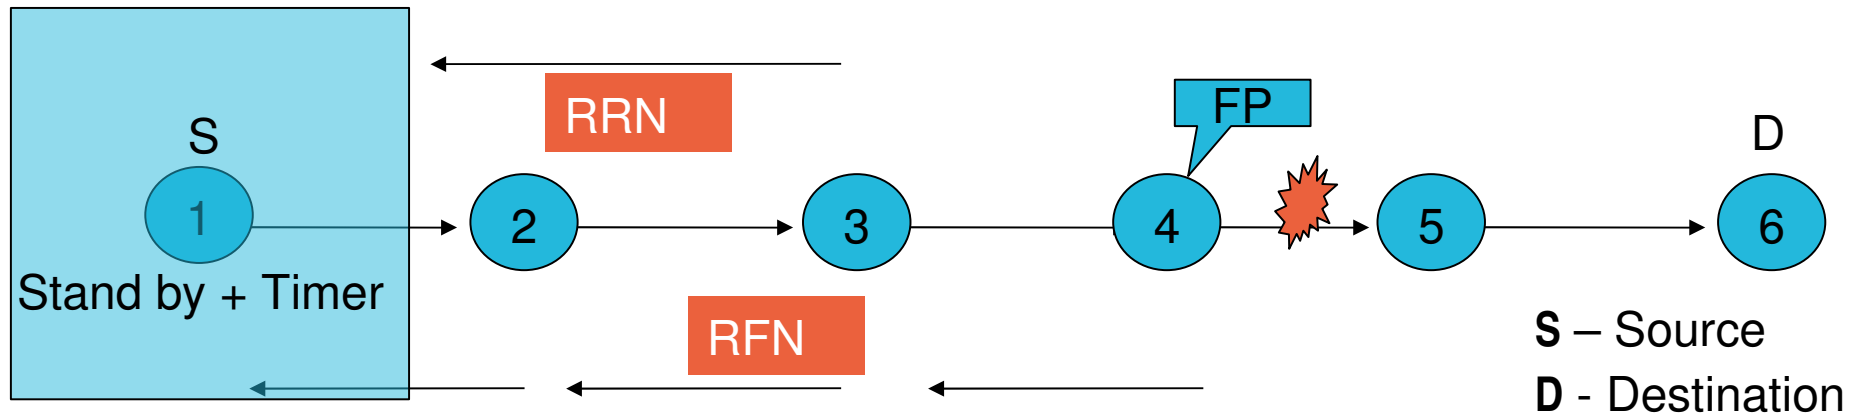 RRN
FP
S
D
1
2
3
4
5
6
Stand by + Timer
RFN
S – Source
D - Destination